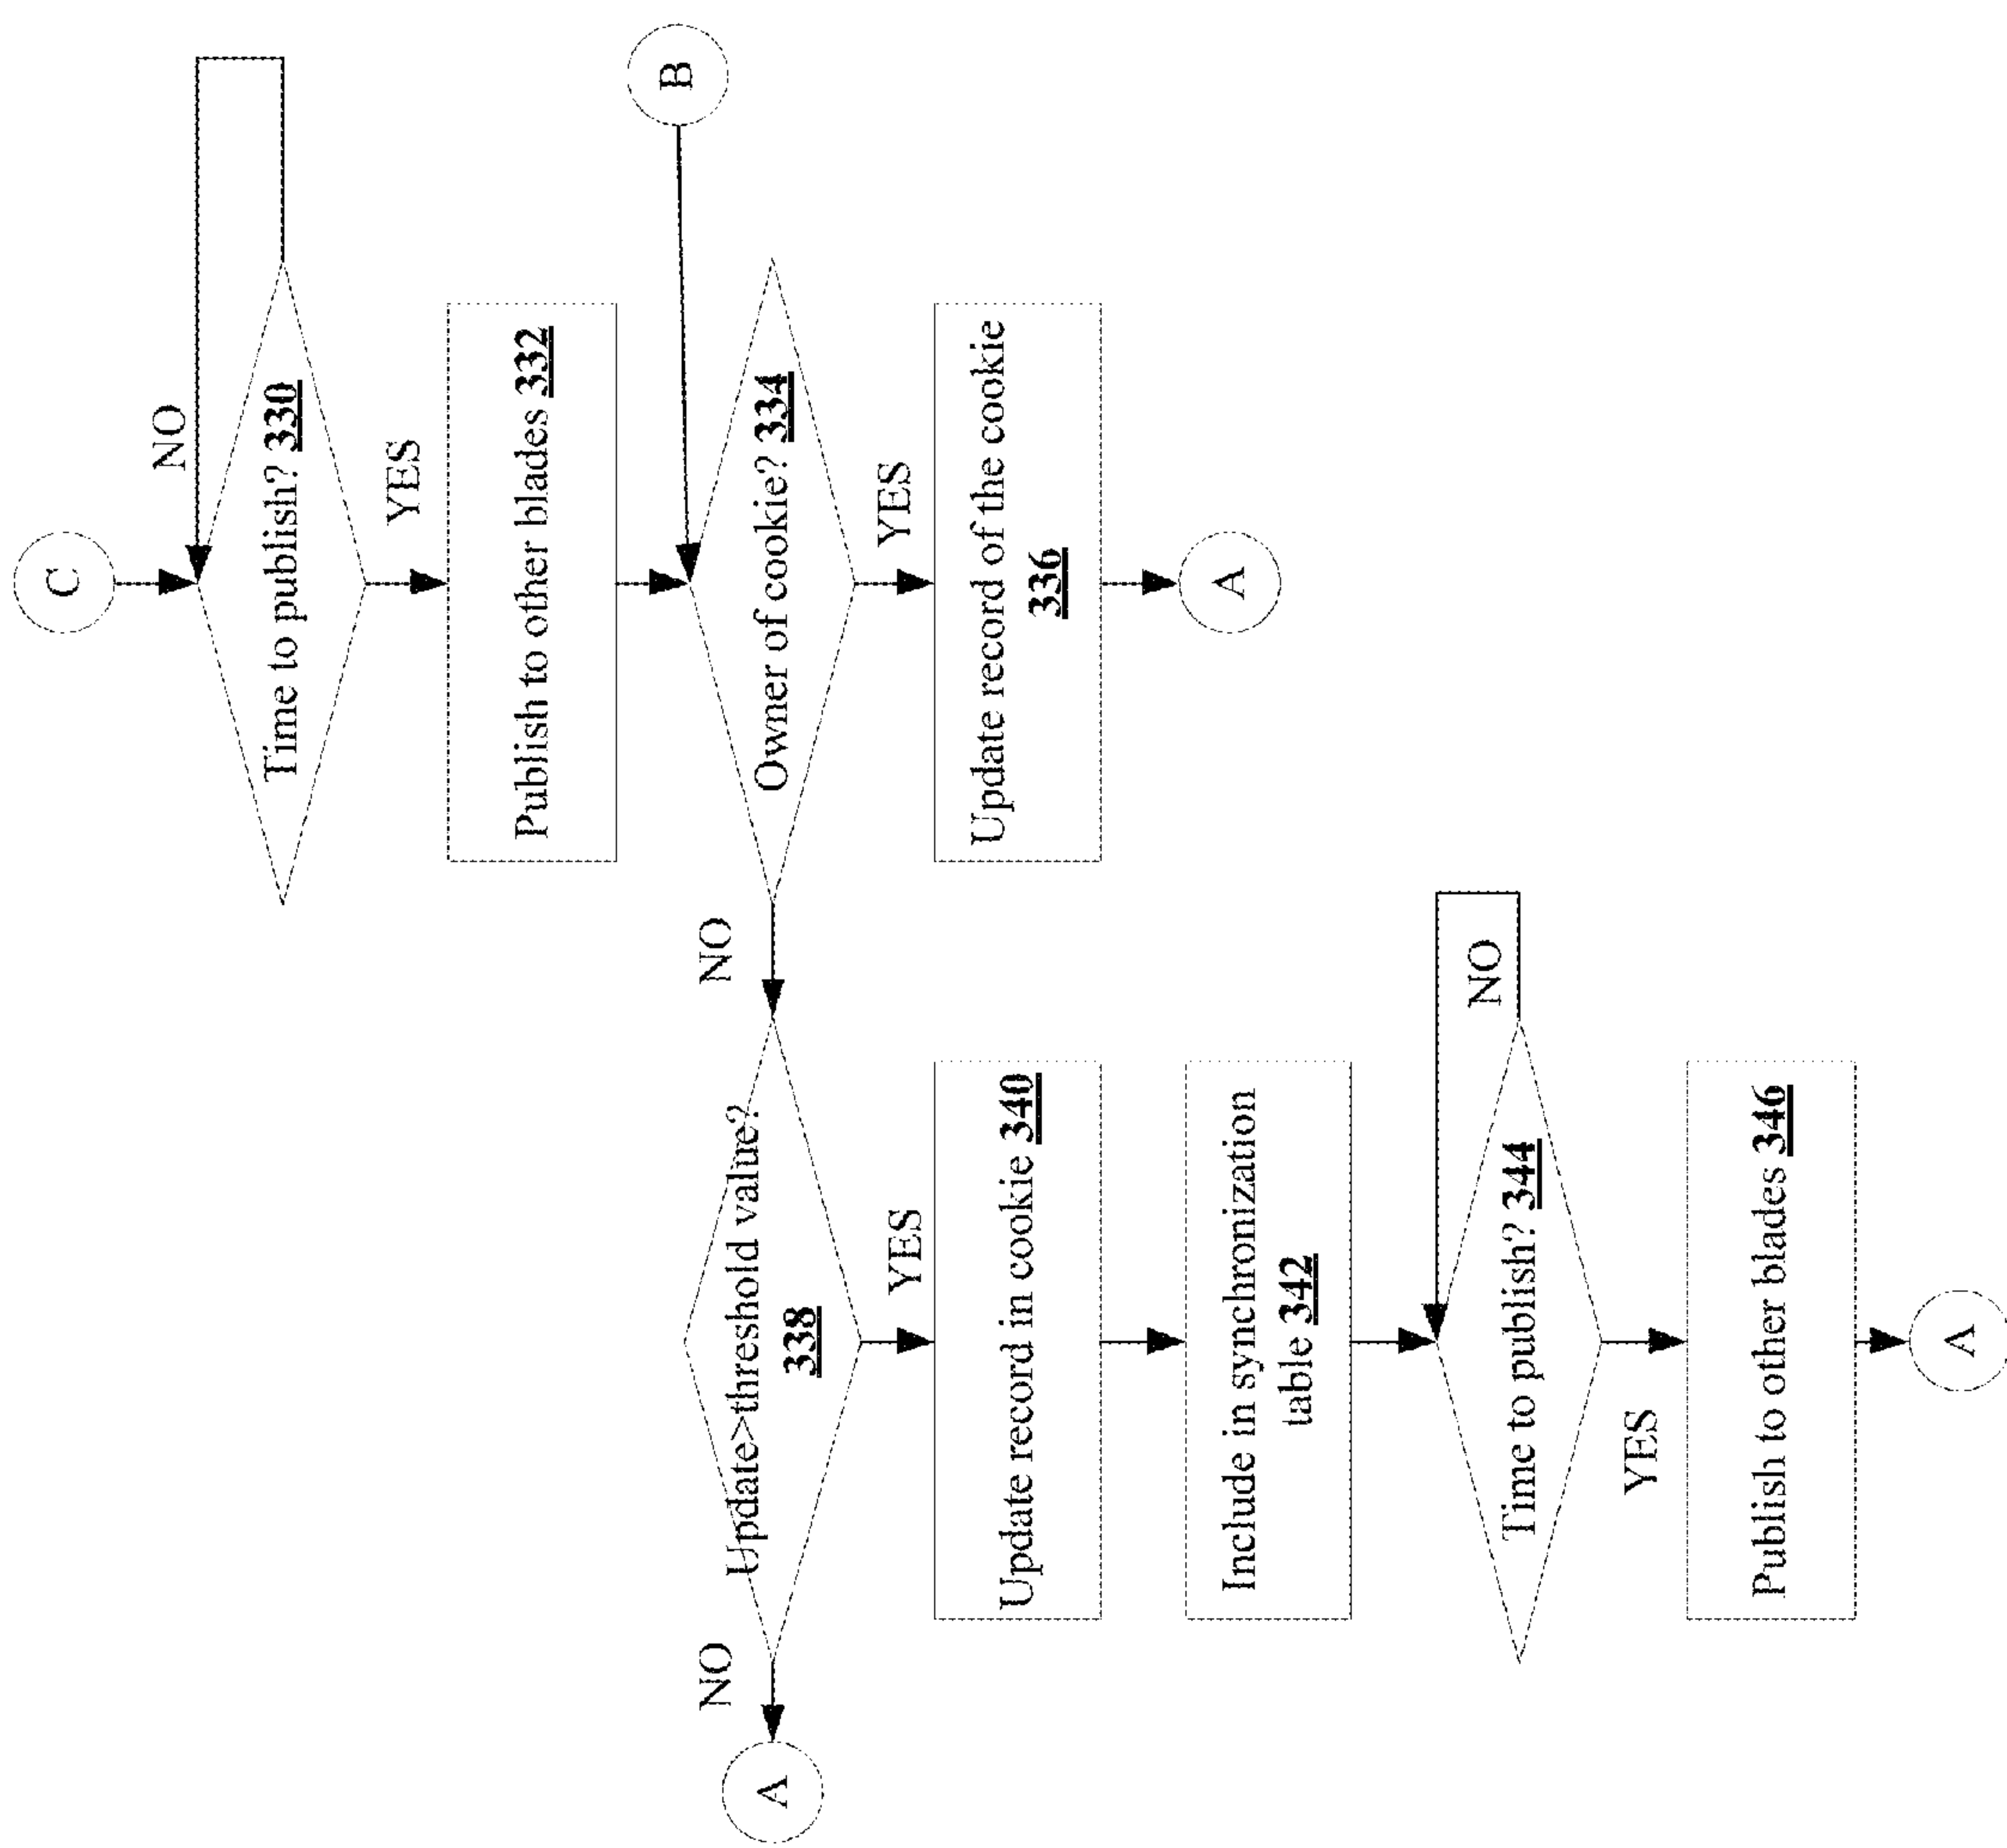 C
NO
Time to publish? 330
YES
Publish to other blades 332
B
Owner of cookie? 334
YES
Update record of the cookie
336
A
NO
Update>threshold value?
338
NO
A
YES
Update record in cookie 340
Include in synchronization
table 342
NO
Time to publish? 344
YES
Publish to other blades 346
A